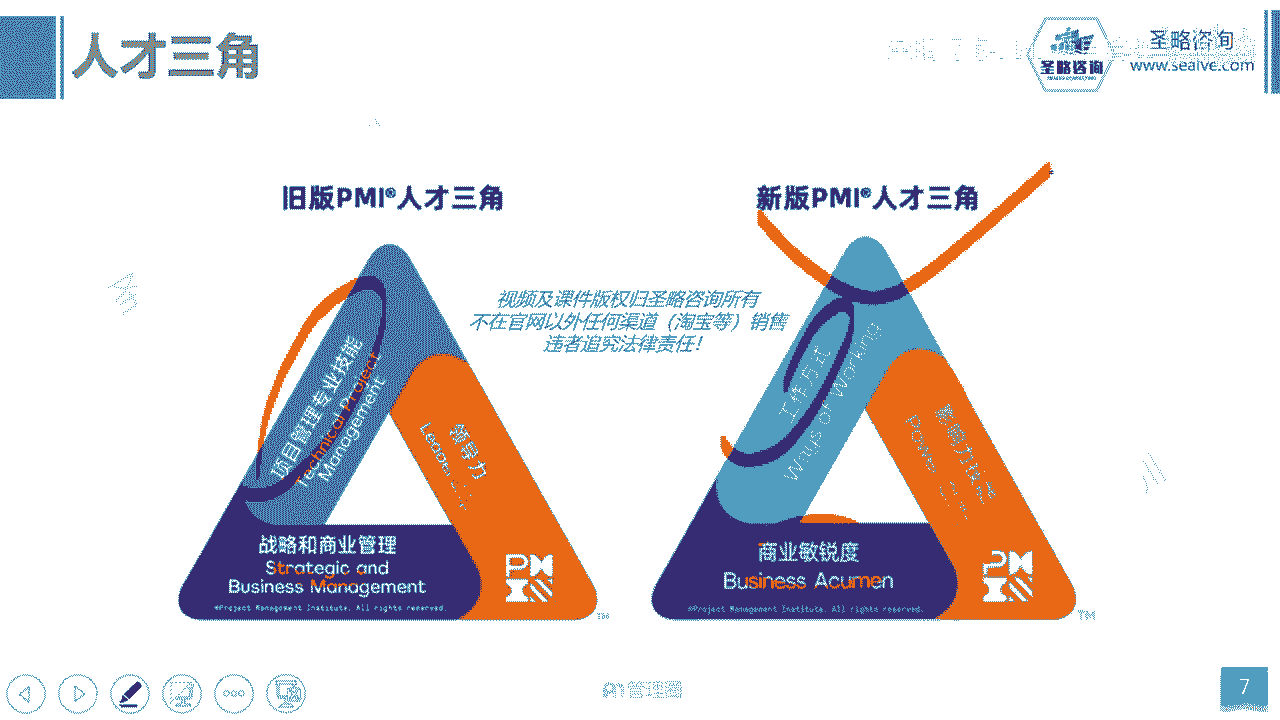 人才三角
圣略咨询
圣略咨询
www.sealve.com
旧版PMI®人才三角
新版PMI®人才三角
视频及课件版权归圣略咨询所有
不在官网以外任何渠道（淘宝等）销售
违者追究法律责任！
项目管理专业技能
Technical Project
Management
领导力
战略和商业管理
Strategic and
Business Management
©Project Management Institute. All rights reserved.
PMI
TM
工作方式
Ways of Working
影响力技能
Power
商业敏锐度
Business Acumen
©Project Management Institute. All rights reserved.
PMI
TM
管理圈
7